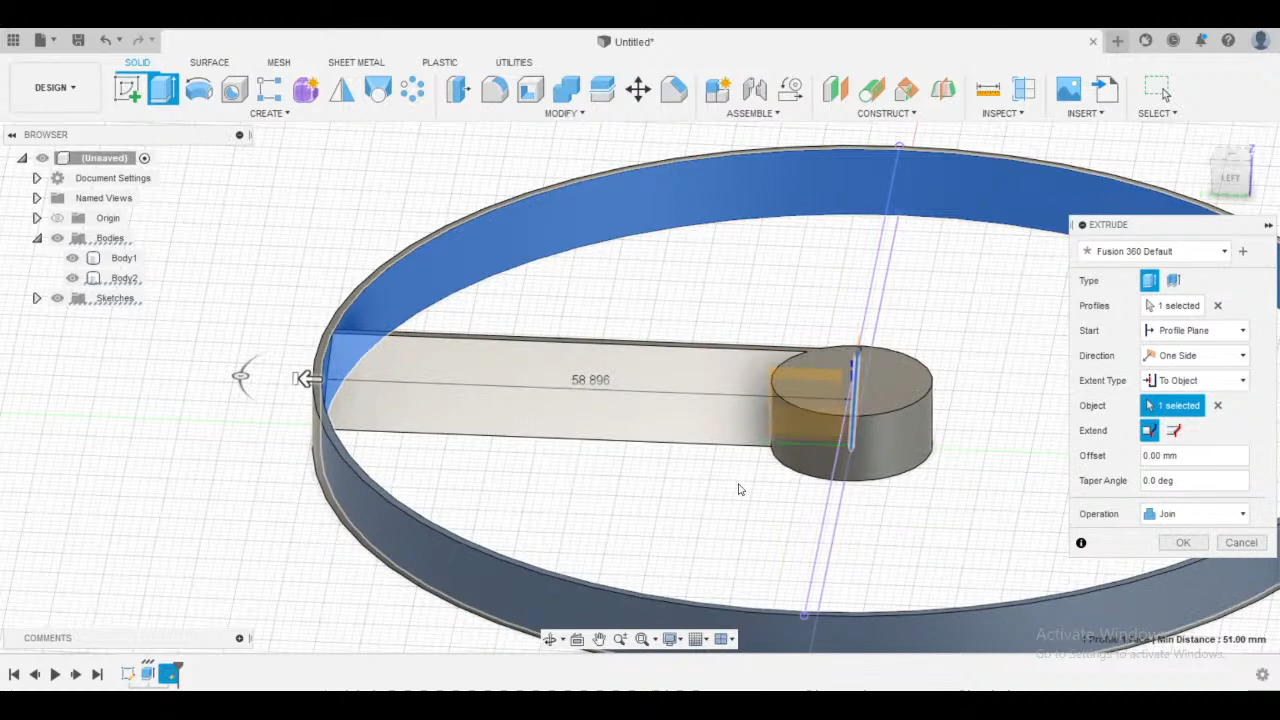 Untitled*
DESIGN
SOLID SURFACE MESH SHEET METAL PLASTIC UTILITIES
CREATE MODIFY ASSEMBLE CONSTRUCT INSPECT INSERT SELECT
BROWSER
(Unsaved)
Document Settings
Named Views
Origin
Bodies
Body1
Body2
Sketches
LEFT
Z
58 896
EXTRUDE
Fusion 360 Default
Type
Profiles 1 selected
Start Profile Plane
Direction One Side
Extent Type To Object
Object 1 selected
Extend
Offset 0.00 mm
Taper Angle 0.0 deg
Operation Join
OK Cancel
1 Profile 1 Face | Min Distance : 51.00 mm
Activate Windows
Go to Settings to activate Windows.
COMMENTS